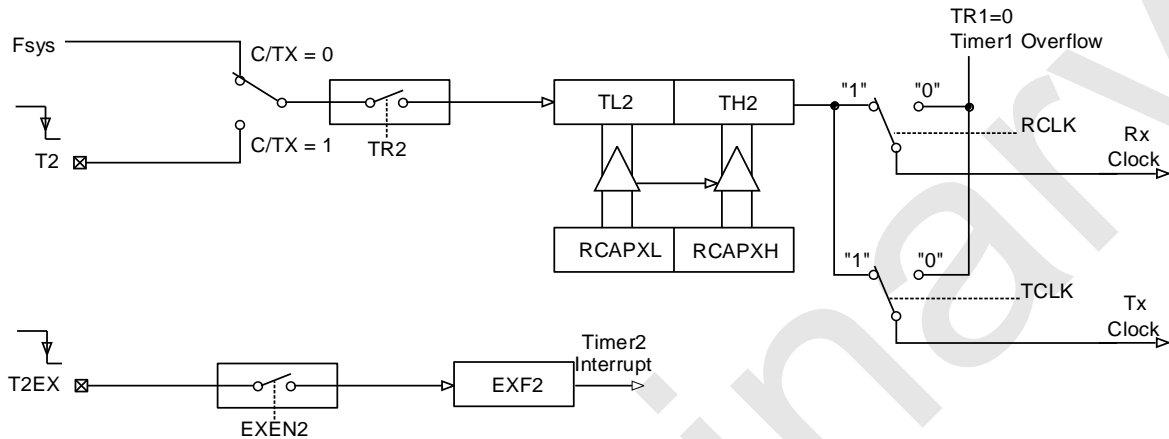 TR1=0
Timer1 Overflow
Fsys
C/TX = 0
TL2
TH2
"1"
"0"
RCLK
Rx
Clock
T2
C/TX = 1
TR2
RCAPXL
RCAPXH
"1"
"0"
TCLK
Tx
Clock
Timer2
Interrupt
T2EX
EXF2
EXEN2